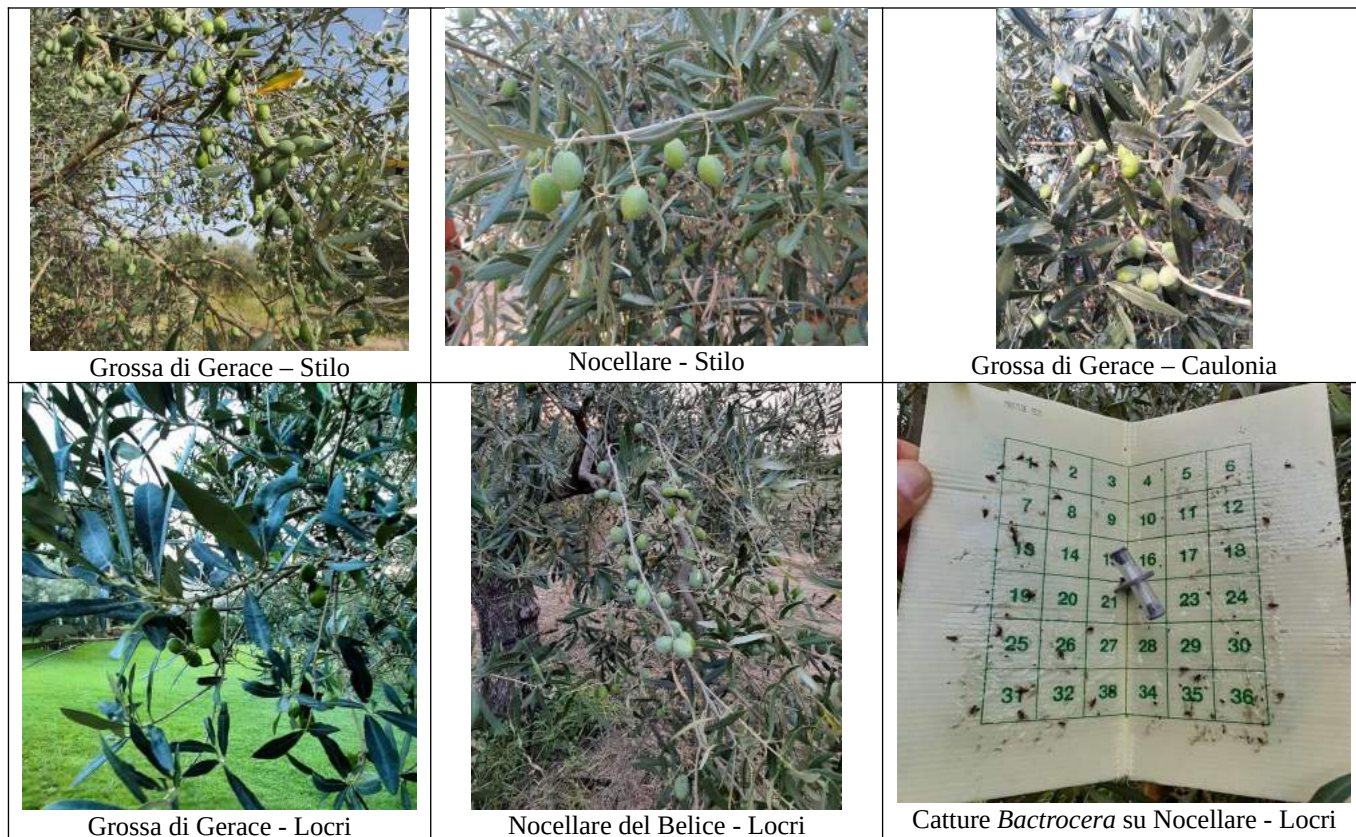 Grossa di Gerace – Stilo
Nocellare - Stilo
Grossa di Gerace – Caulonia
1 2 3 4 5 6
7 8 9 10 11 12
13 14 15 16 17 18
19 20 21 23 24
25 26 27 28 29 30
31 32 33 34 35 36
Grossa di Gerace - Locri
Nocellare del Belice - Locri
Catture Bactrocera su Nocellare - Locri